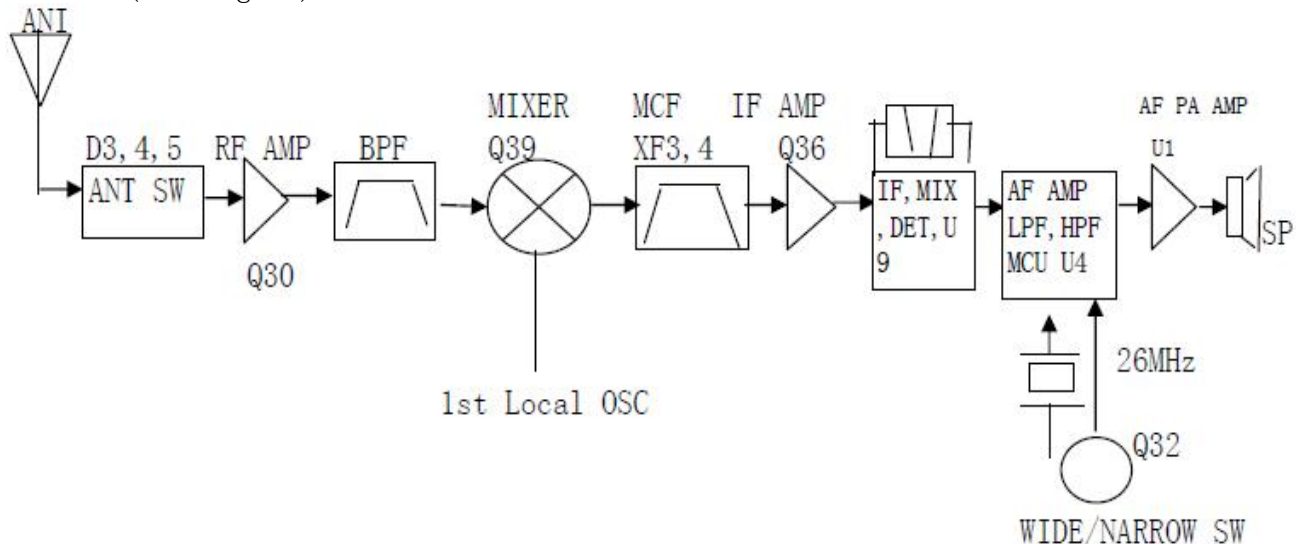 ANI
D3,4,5
ANT SW
RF AMP
Q30
BPF
MIXER
Q39
1st Local OSC
MCF
XF3,4
IF AMP
Q36
IF,MIX
,DET,U
9
AF AMP
LPF,HPF
MCU U4
AF PA AMP
U1
SP
26MHz
Q32
WIDE/NARROW SW